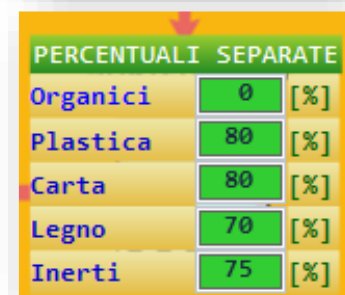 PERCENTUALI SEPARATE
Organici 0 [%]
Plastica 80 [%]
Carta 80 [%]
Legno 70 [%]
Inerti 75 [%]